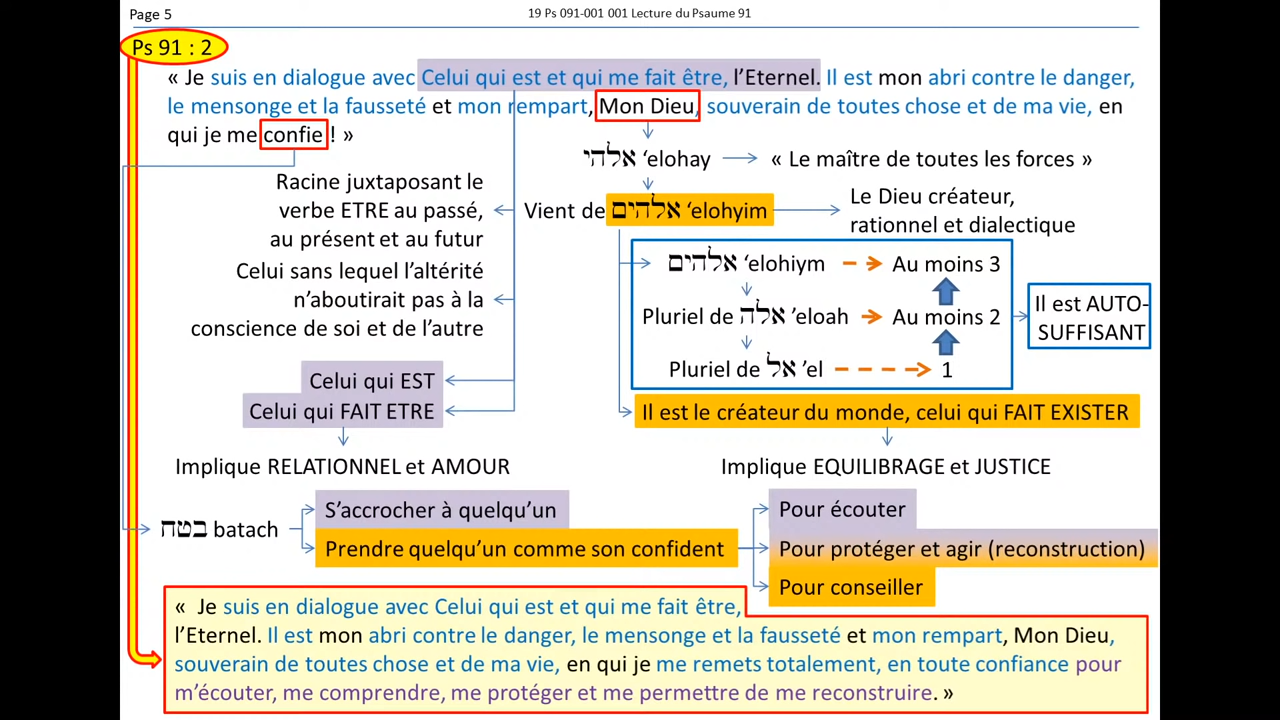 Page 5
19 Ps 091-001 001 Lecture du Psaume 91
Ps 91 : 2
« Je suis en dialogue avec Celui qui est et qui me fait être, l’Eternel. Il est mon abri contre le danger,
le mensonge et la fausseté et mon rempart, Mon Dieu, souverain de toutes chose et de ma vie, en
qui je me confie ! »
אלהי ‘elohay
« Le maître de toutes les forces »
Racine juxtaposant le
verbe ETRE au passé,
au présent et au futur
Vient de אלהים ‘elohyim
Le Dieu créateur,
rationnel et dialectique
Celui sans lequel l’altérité
n’aboutirait pas à la
conscience de soi et de l’autre
אלהים ‘elohiym
Au moins 3
Pluriel de אלה ’eloah
Au moins 2
Pluriel de אל ’el
1
Il est AUTO-
SUFFISANT
Celui qui EST
Celui qui FAIT ETRE
Il est le créateur du monde, celui qui FAIT EXISTER
Implique RELATIONNEL et AMOUR
Implique EQUILIBRAGE et JUSTICE
בטח batach
S’accrocher à quelqu’un
Prendre quelqu’un comme son confident
Pour écouter
Pour protéger et agir (reconstruction)
Pour conseiller
« Je suis en dialogue avec Celui qui est et qui me fait être,
l’Eternel. Il est mon abri contre le danger, le mensonge et la fausseté et mon rempart, Mon Dieu,
souverain de toutes chose et de ma vie, en qui je me remets totalement, en toute confiance pour
m’écouter, me comprendre, me protéger et me permettre de me reconstruire. »